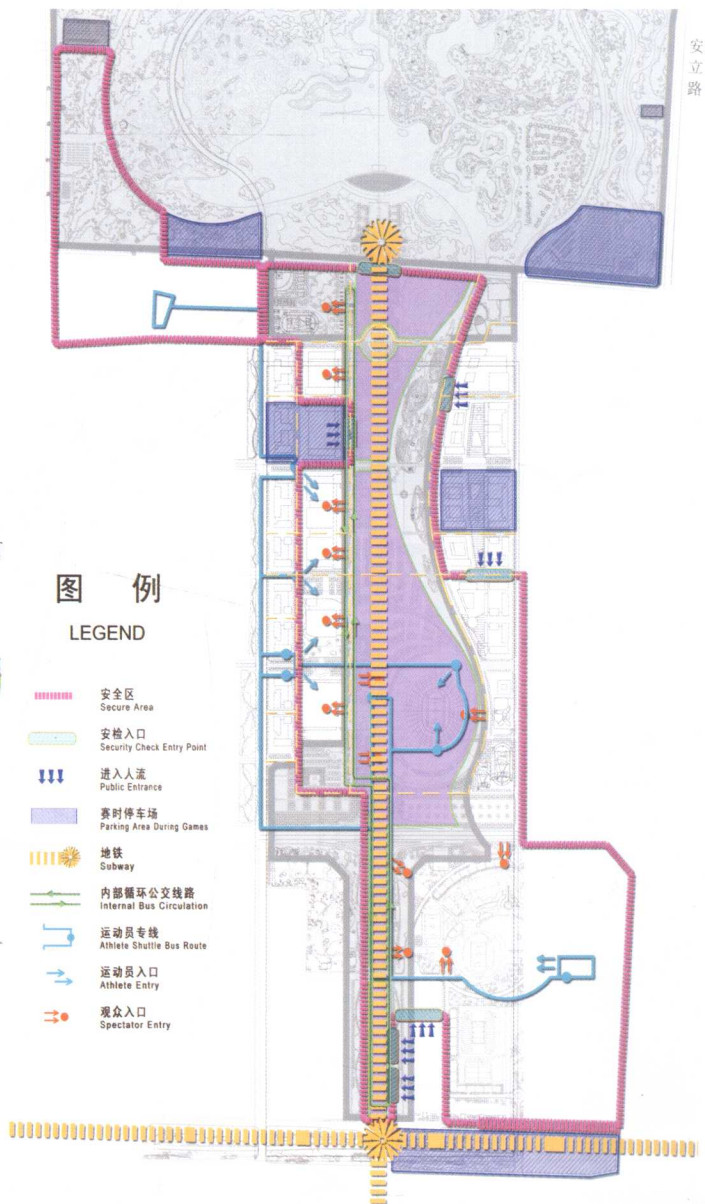 安立路
图 例
LEGEND
安全区
Secure Area
安检入口
Security Check Entry Point
进入人流
Public Entrance
赛时停车场
Parking Area During Games
地铁
Subway
内部循环公交线路
Internal Bus Circulation
运动员专线
Athlete Shuttle Bus Route
运动员入口
Athlete Entry
观众入口
Spectator Entry